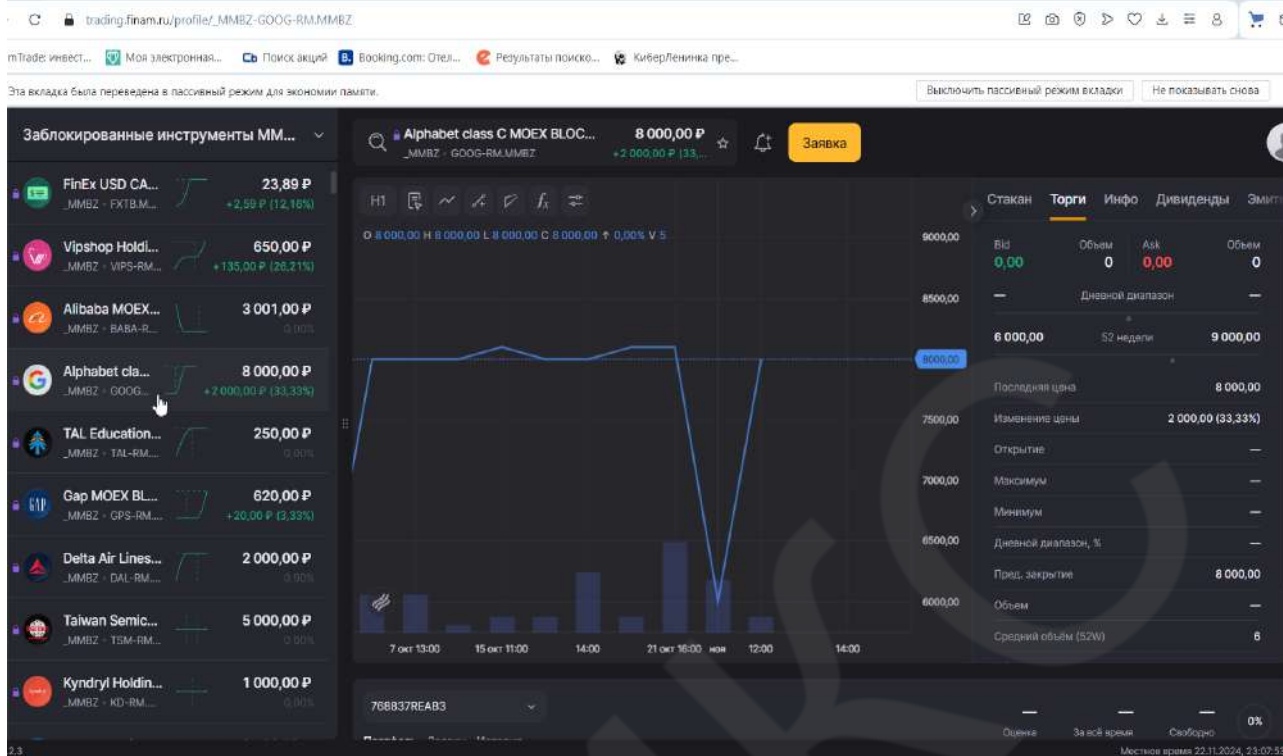 trading.finam.ru/profile/_MMBZ-GOOG-RM.MMBZ
mTrade: инвест... Моя электронная... Поиск акций Booking.com: Отел... Результаты поиско... КиберЛенинка пре...
Эта вкладка была переведена в пассивный режим для экономии памяти. Выключить пассивный режим вкладки Не показывать снова
Заблокированные инструменты MM...
Alphabet class C MOEX BLOC... 8 000,00 ₽
_MMBZ · GOOG-RM.MMBZ +2 000,00 ₽ (33,...
Заявка
FinEx USD CA... 23,89 ₽
_MMBZ · FXTB.M... +2,59 ₽ (12,16%)
Vipshop Holdi... 650,00 ₽
_MMBZ · VIPS-RM... +135,00 ₽ (26,21%)
Alibaba MOEX... 3 001,00 ₽
_MMBZ · BABA-R... 0,00%
Alphabet cla... 8 000,00 ₽
_MMBZ · GOOG... +2 000,00 ₽ (33,33%)
TAL Education... 250,00 ₽
_MMBZ · TAL-RM... 0,00%
Gap MOEX BL... 620,00 ₽
_MMBZ · GPS-RM.... +20,00 ₽ (3,33%)
Delta Air Lines... 2 000,00 ₽
_MMBZ · DAL-RM.... 0,00%
Taiwan Semic... 5 000,00 ₽
_MMBZ · TSM-RM... 0,00%
Kyndryl Holdin... 1 000,00 ₽
_MMBZ · KD-RM.... 0,00%
H1
O 8 000,00 H 8 000,00 L 8 000,00 C 8 000,00 ↑ 0,00% V 5
9000,00
8500,00
8000,00
7500,00
7000,00
6500,00
6000,00
7 окт 13:00 15 окт 11:00 14:00 21 окт 16:00 ноя 12:00 14:00
Стакан Торги Инфо Дивиденды Эмит
Bid Объем Ask Объем
0,00 0 0,00 0
— Дневной диапазон —
6 000,00 52 недели 9 000,00
Последняя цена 8 000,00
Изменение цены 2 000,00 (33,33%)
Открытие —
Максимум —
Минимум —
Дневной диапазон, % —
Пред. закрытие 8 000,00
Объем —
Средний объём (52W) 6
768837REAB3
— — — 0%
Оценка За всё время Свободно
2,3
Местное время 22.11.2024, 23:07:5